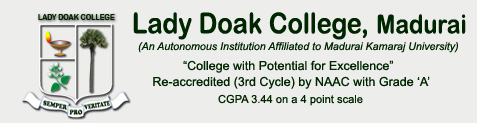 LADY DOAK COLLEGE
SEMPER PRO VERITATE
Lady Doak College, Madurai
(An Autonomous Institution Affiliated to Madurai Kamaraj University)
“College with Potential for Excellence”
Re-accredited (3rd Cycle) by NAAC with Grade ‘A’
CGPA 3.44 on a 4 point scale